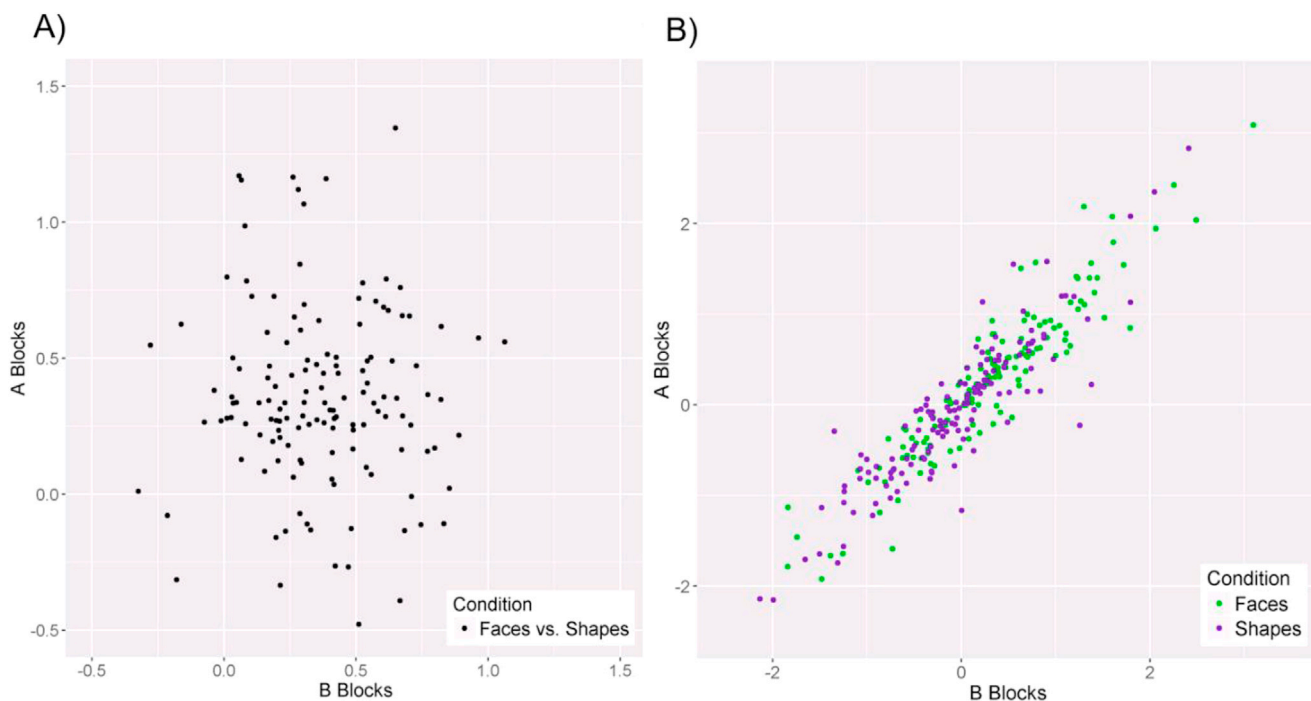 A)
1.5
1.0
0.5
0.0
-0.5
A Blocks
-0.5
0.0
0.5
1.0
1.5
B Blocks
Condition
Faces vs. Shapes
B)
2
0
-2
A Blocks
-2
0
2
B Blocks
Condition
Faces
Shapes